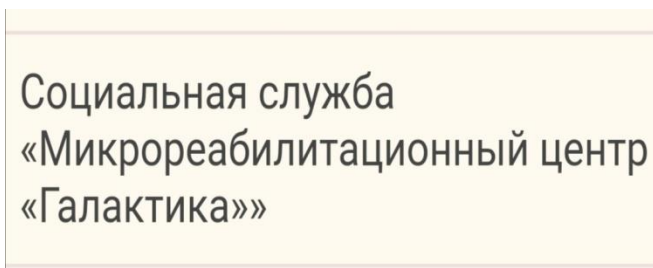 Социальная служба
«Микрореабилитационный центр
«Галактика»»